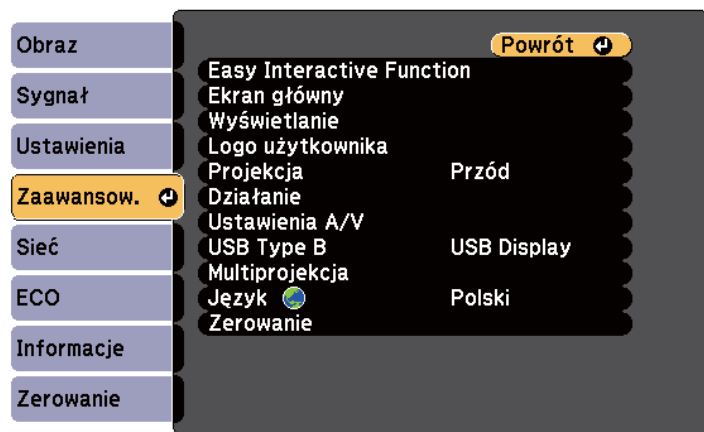 Obraz
Sygnał
Ustawienia
Zaawansow.
Sieć
ECO
Informacje
Zerowanie
Powrót
Easy Interactive Function
Ekran główny
Wyświetlanie
Logo użytkownika
Projekcja Przód
Działanie
Ustawienia A/V
USB Type B USB Display
Multiprojekcja
Język Polski
Zerowanie